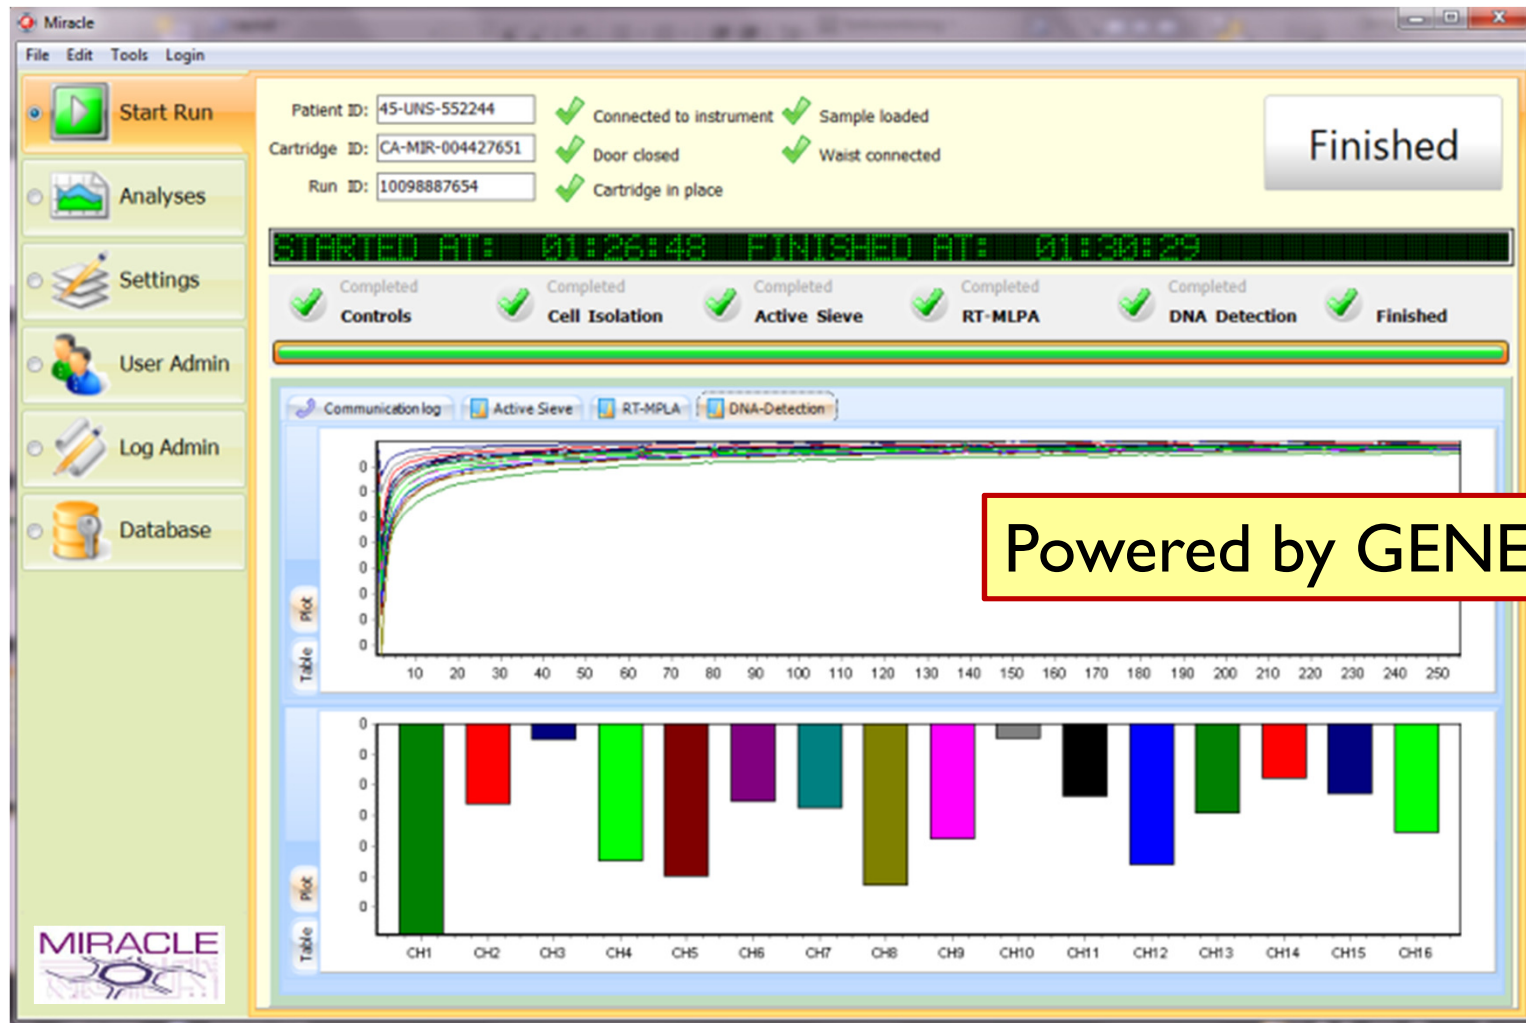 Miracle
File Edit Tools Login
Start Run
Analyses
Settings
User Admin
Log Admin
Database
MIRACLE
Patient ID: 45-UNS-552244
Cartridge ID: CA-MIR-004427651
Run ID: 10098887654
Connected to instrument
Sample loaded
Door closed
Waist connected
Cartridge in place
Finished
STARTED AT: 01:26:48 FINISHED AT: 01:30:29
Completed
Controls
Completed
Cell Isolation
Completed
Active Sieve
Completed
RT-MLPA
Completed
DNA Detection
Finished
Communication log
Active Sieve
RT-MPLA
DNA-Detection
0
0
0
0
0
0
0
0
Plot
Table
10 20 30 40 50 60 70 80 90 100 110 120 130 140 150 160 170 180 190 200 210 220 230 240 250
Powered by GENE
0
0
0
0
0
0
0
Plot
Table
CH1 CH2 CH3 CH4 CH5 CH6 CH7 CH8 CH9 CH10 CH11 CH12 CH13 CH14 CH15 CH16